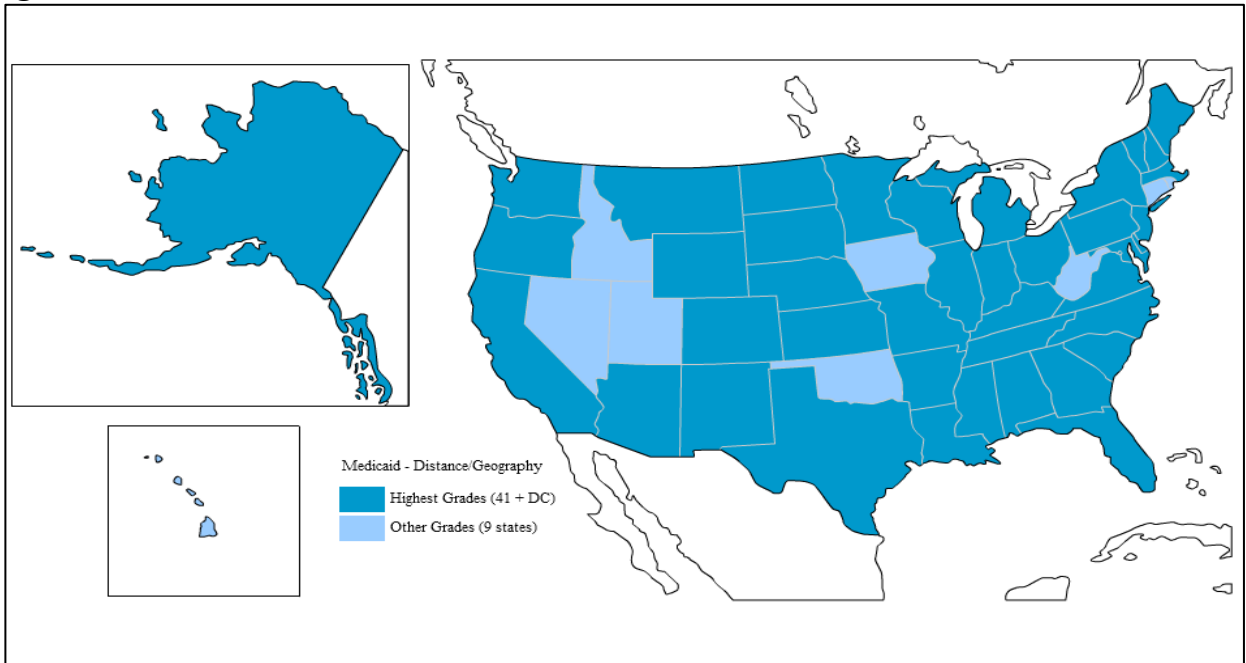 Medicaid - Distance/Geography
Highest Grades (41 + DC)
Other Grades (9 states)